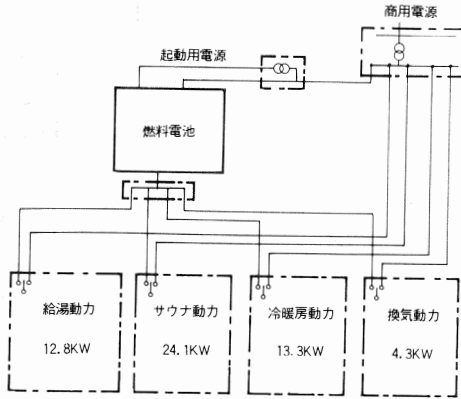 商用電源
起動用電源
燃料電池
給湯動力
12.8KW
サウナ動力
24.1KW
冷暖房動力
13.3KW
換気動力
4.3KW